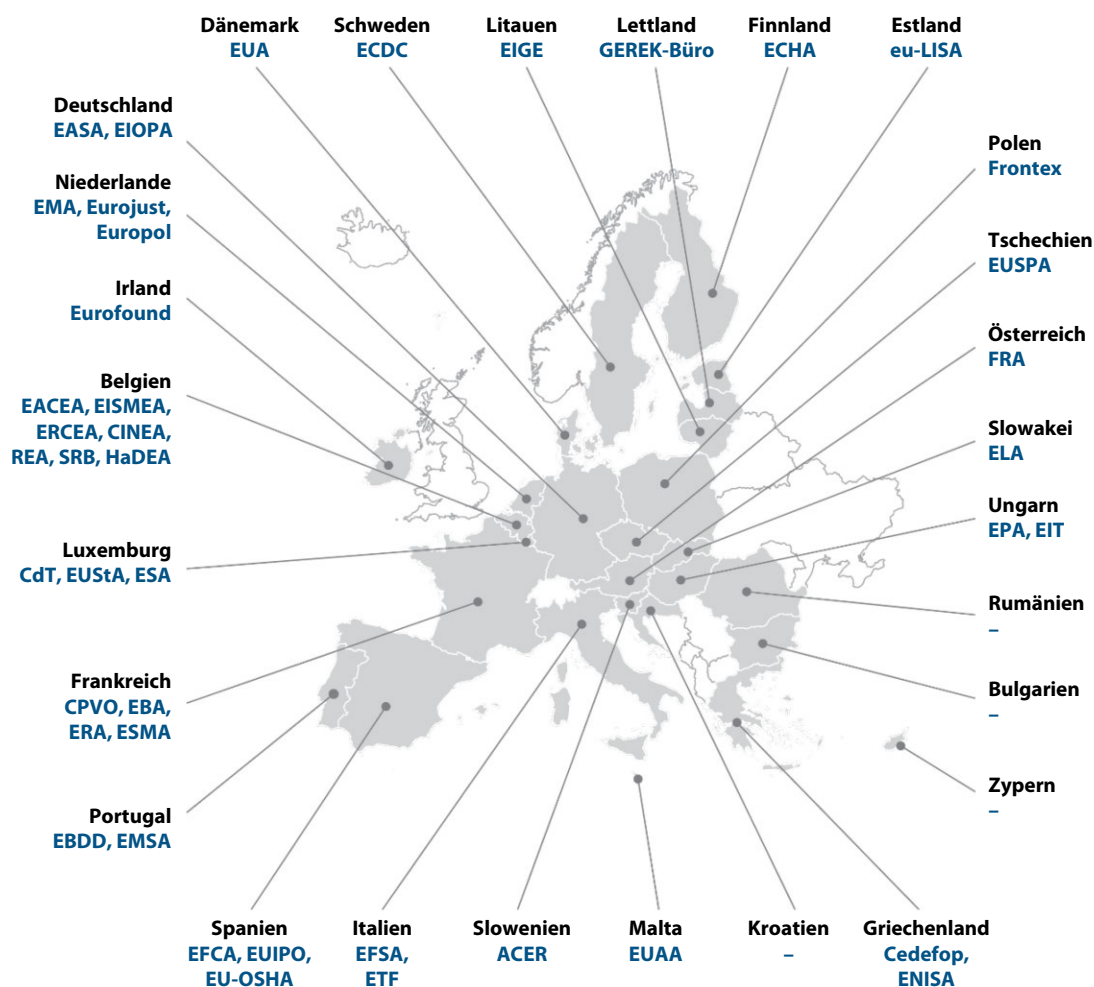 Dänemark
EUA
Schweden
ECDC
Litauen
EIGE
Lettland
GEREK-Büro
Finnland
ECHA
Estland
eu-LISA
Deutschland
EASA, EIOPA
Niederlande
EMA, Eurojust,
Europol
Irland
Eurofound
Belgien
EACEA, EISMEA,
ERCEA, CINEA,
REA, SRB, HaDEA
Luxemburg
CdT, EUStA, ESA
Frankreich
CPVO, EBA,
ERA, ESMA
Portugal
EBDD, EMSA
Polen
Frontex
Tschechien
EUSPA
Österreich
FRA
Slowakei
ELA
Ungarn
EPA, EIT
Rumänien
–
Bulgarien
–
Zypern
–
Spanien
EFCA, EUIPO,
EU-OSHA
Italien
EFSA,
ETF
Slowenien
ACER
Malta
EUAA
Kroatien
–
Griechenland
Cedefop,
ENISA